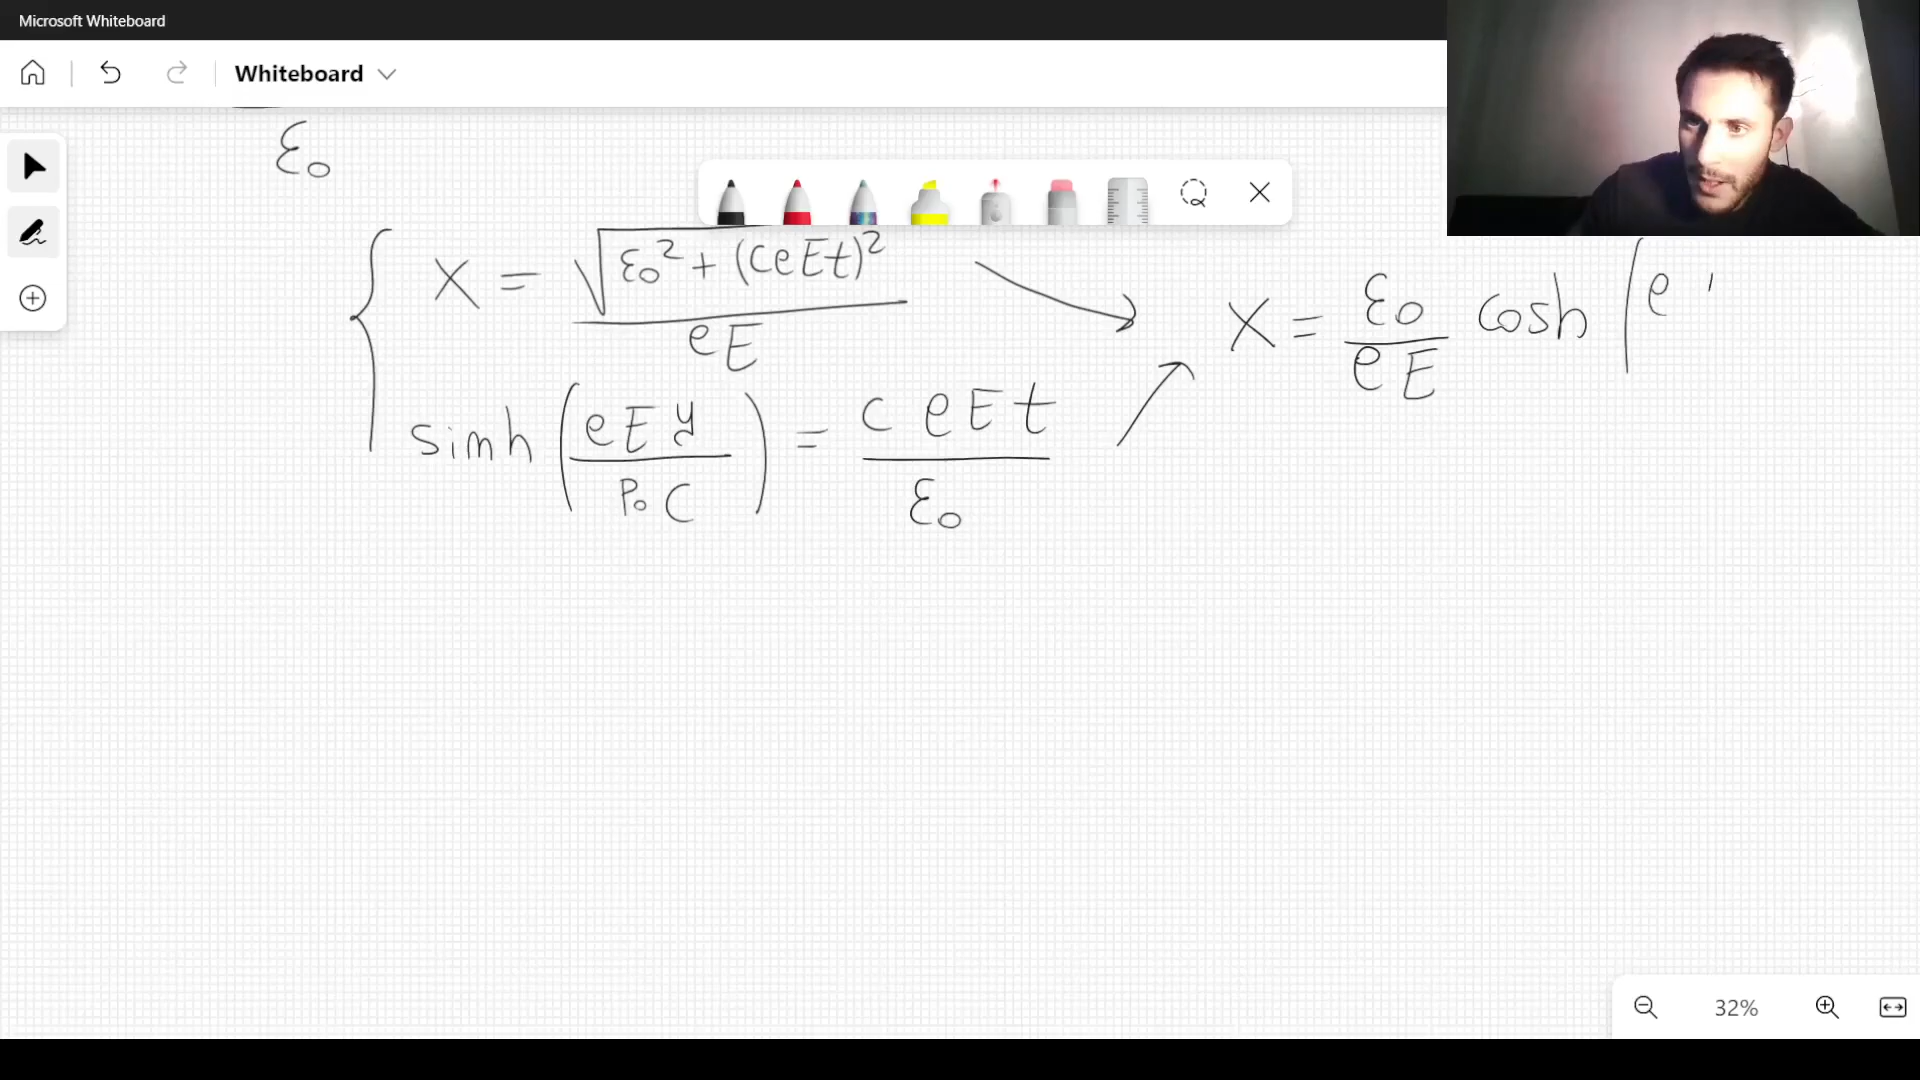 Microsoft Whiteboard
Whiteboard
ε₀
x = √(ε₀² + (ceEt)²) / eE
sinh (eEy / p₀c) = ceEt / ε₀
x = ε₀ / eE cosh (e
32%